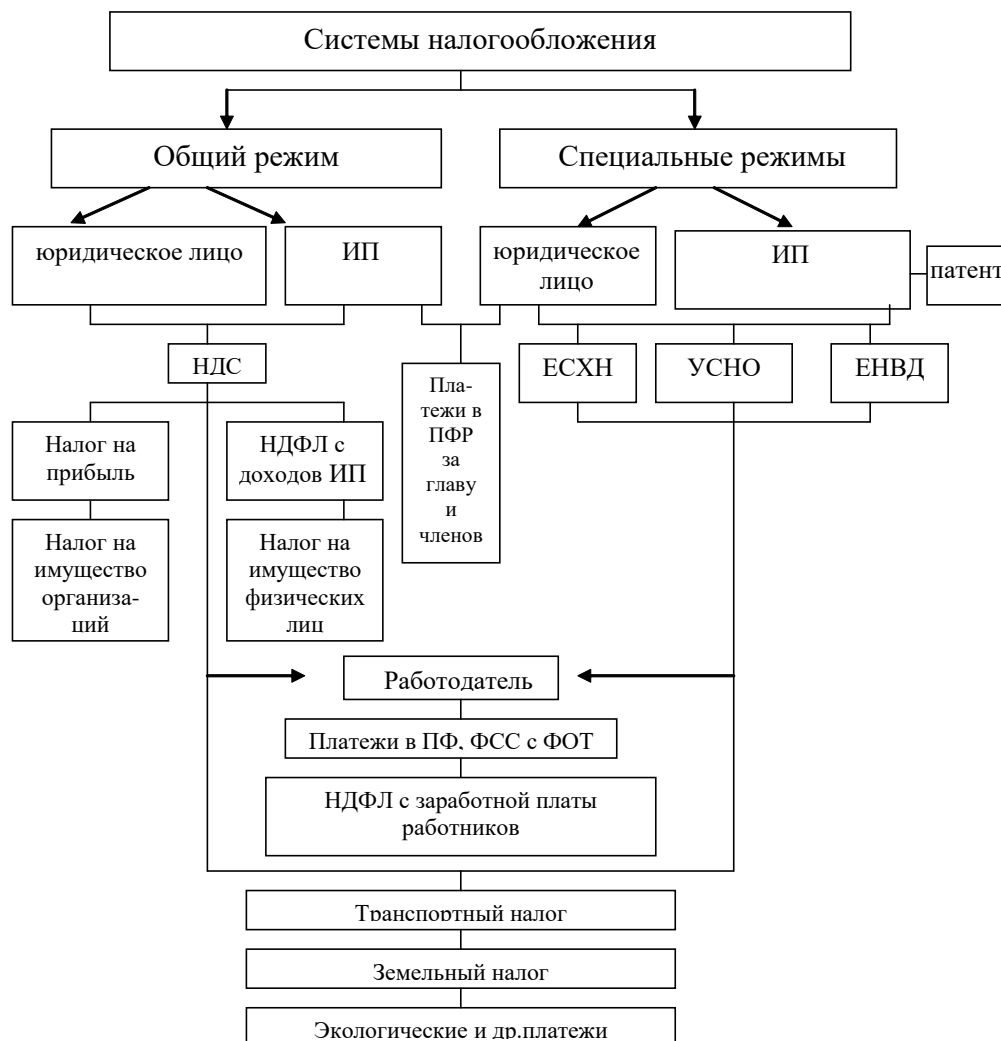 Системы налогообложения
Общий режим
Специальные режимы
юридическое лицо
ИП
юридическое
лицо
ИП
патент
НДС
Пла-
тежи в
ПФР
за
главу
и
членов
ЕСХН
УСНО
ЕНВД
Налог на
прибыль
НДФЛ с
доходов ИП
Налог на
имущество
организа-
ций
Налог на
имущество
физических
лиц
Работодатель
Платежи в ПФ, ФСС с ФОТ
НДФЛ с заработной платы
работников
Транспортный налог
Земельный налог
Экологические и др.платежи